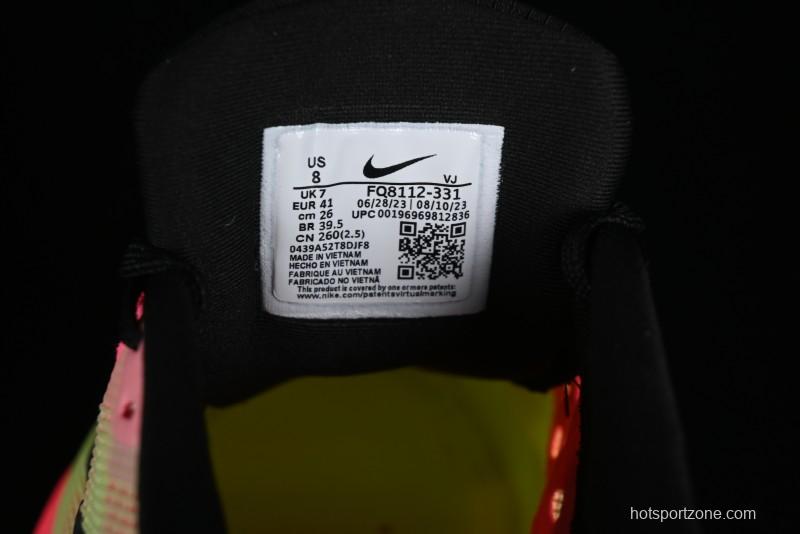 US
8
VJ
UK 7 FQ8112-331
EUR 41 06/28/23 | 08/10/23
cm 26 UPC 00196969812836
BR 39.5
CN 260(2.5)
0439A52T8DJF8
MADE IN VIETNAM
HECHO EN VIETNAM
FABRIQUE AU VIETNAM
FABRICADO NO VIETNÃ
This product is covered by one or more patents:
www.nike.com/patentsvirtualmarking
hotsportzone.com